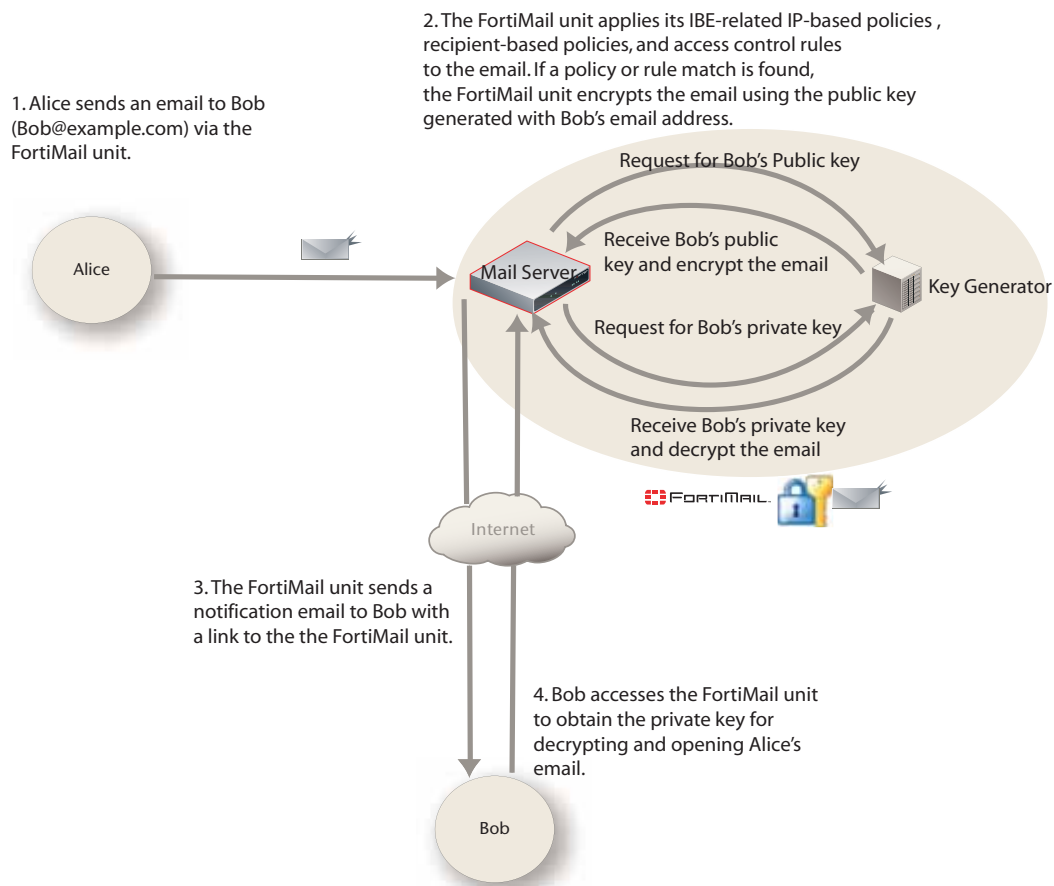 2. The FortiMail unit applies its IBE-related IP-based policies ,
recipient-based policies, and access control rules
to the email. If a policy or rule match is found,
the FortiMail unit encrypts the email using the public key
generated with Bob's email address.
1. Alice sends an email to Bob
(Bob@example.com) via the
FortiMail unit.
Request for Bob's Public key
Alice
Receive Bob's public
key and encrypt the email
Mail Server
Key Generator
Request for Bob's private key
Receive Bob's private key
and decrypt the email
FORTIMAIL
Internet
3. The FortiMail unit sends a
notification email to Bob with
a link to the the FortiMail unit.
4. Bob accesses the FortiMail unit
to obtain the private key for
decrypting and opening Alice's
email.
Bob